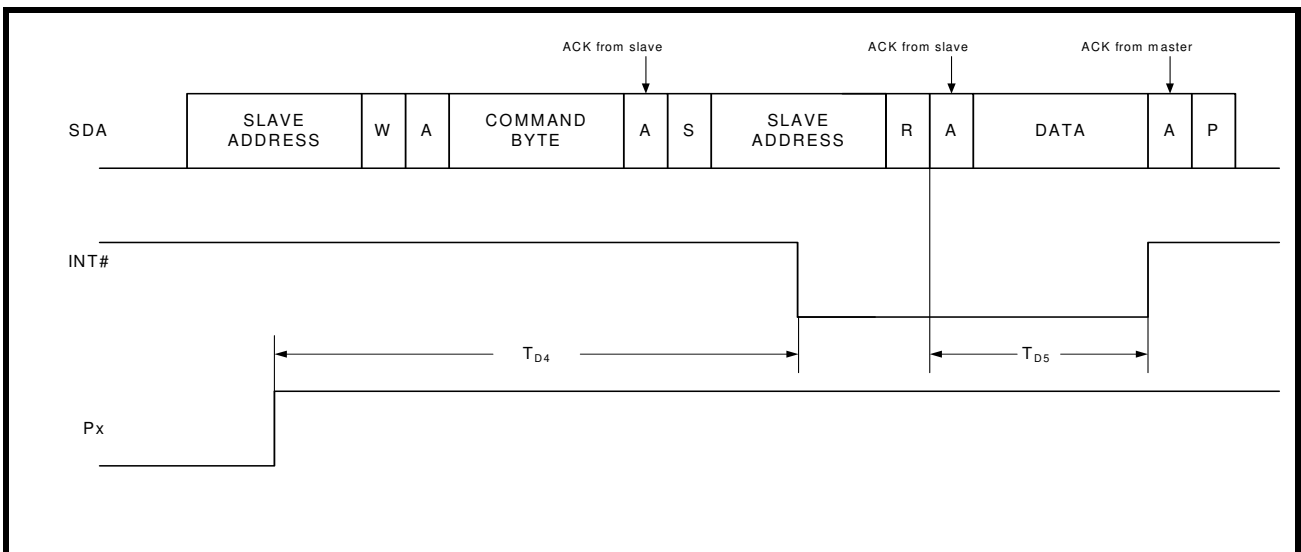 ACK from slave
ACK from slave
ACK from master
SDA
SLAVE
ADDRESS
W
A
COMMAND
BYTE
A
S
SLAVE
ADDRESS
R
A
DATA
A
P
INT#
TD4
TD5
Px